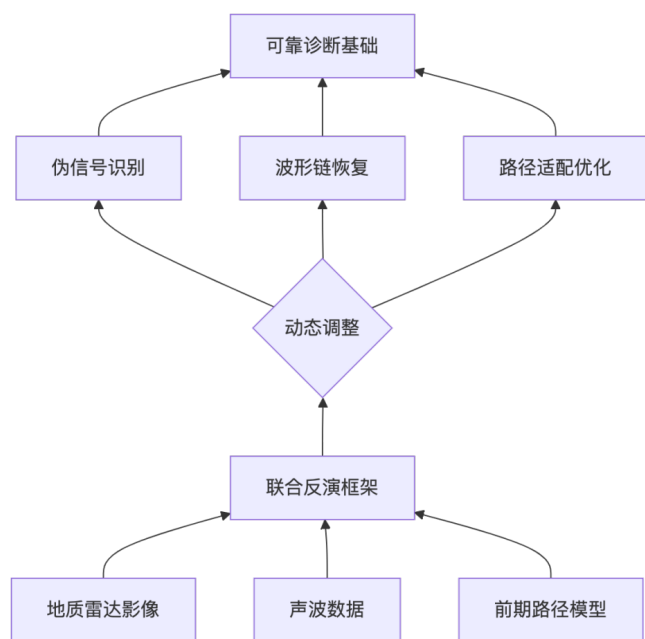 可靠诊断基础
伪信号识别
波形链恢复
路径适配优化
动态调整
联合反演框架
地质雷达影像
声波数据
前期路径模型